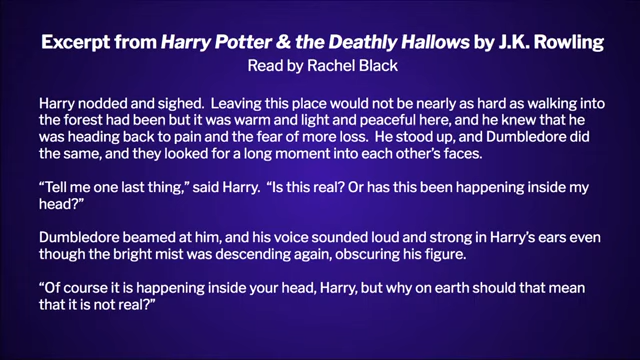 Excerpt from Harry Potter & the Deathly Hallows by J.K. Rowling
Read by Rachel Black
Harry nodded and sighed.  Leaving this place would not be nearly as hard as walking into
the forest had been but it was warm and light and peaceful here, and he knew that he
was heading back to pain and the fear of more loss.  He stood up, and Dumbledore did
the same, and they looked for a long moment into each other’s faces.
“Tell me one last thing,” said Harry.  “Is this real? Or has this been happening inside my
head?”
Dumbledore beamed at him, and his voice sounded loud and strong in Harry’s ears even
though the bright mist was descending again, obscuring his figure.
“Of course it is happening inside your head, Harry, but why on earth should that mean
that it is not real?”